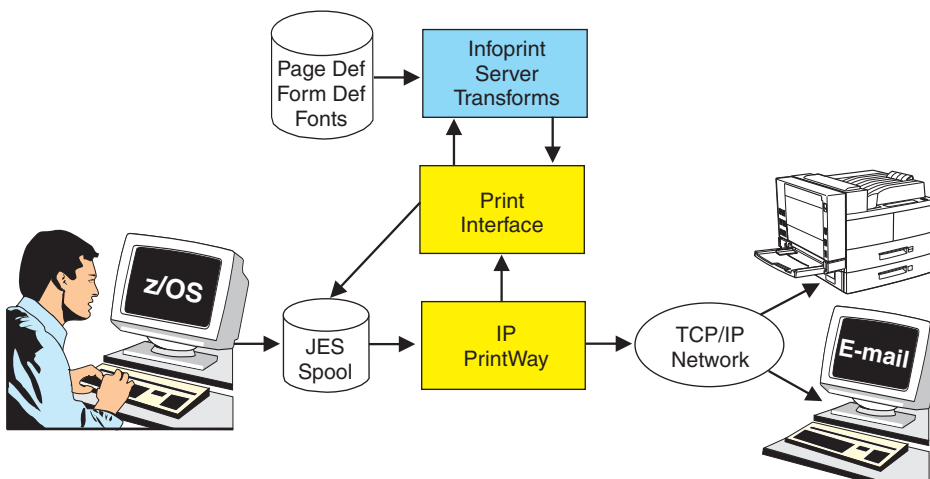 Page Def
Form Def
Fonts
Infoprint
Server
Transforms
Print
Interface
z/OS
JES
Spool
IP
PrintWay
TCP/IP
Network
E-mail